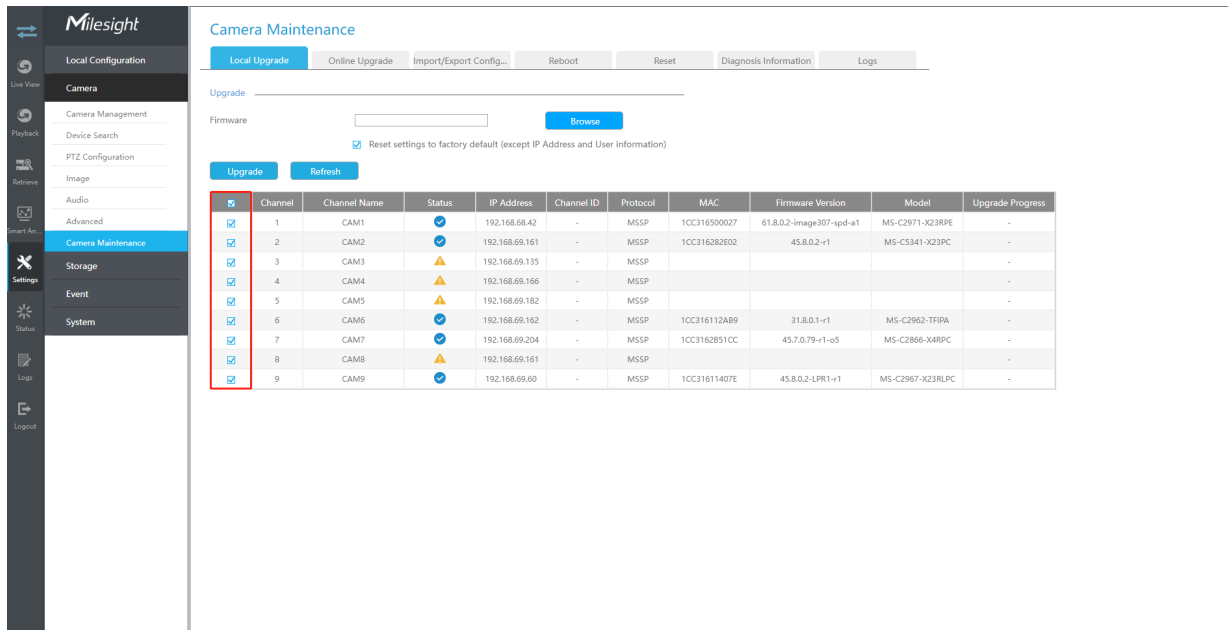 Milesight
Live View
Playback
Retrieve
Smart An...
Settings
Status
Logs
Logout
Local Configuration
Camera
Camera Management
Device Search
PTZ Configuration
Image
Audio
Advanced
Camera Maintenance
Storage
Event
System
Camera Maintenance
Local Upgrade Online Upgrade Import/Export Config... Reboot Reset Diagnosis Information Logs
Upgrade
Firmware Browse
Reset settings to factory default (except IP Address and User information)
Upgrade Refresh
Channel Channel Name Status IP Address Channel ID Protocol MAC Firmware Version Model Upgrade Progress
1 CAM1 192.168.68.42 - MSSP 1CC316500027 61.8.0.2-image307-spd-a1 MS-C2971-X23RPE -
2 CAM2 192.168.69.161 - MSSP 1CC3162B2E02 45.8.0.2-r1 MS-C5341-X23PC -
3 CAM3 192.168.69.135 - MSSP -
4 CAM4 192.168.69.166 - MSSP -
5 CAM5 192.168.69.182 - MSSP -
6 CAM6 192.168.69.162 - MSSP 1CC316112AB9 31.8.0.1-r1 MS-C2962-TFIPA -
7 CAM7 192.168.69.204 - MSSP 1CC3162B51CC 45.7.0.79-r1-o5 MS-C2866-X4RPC -
8 CAM8 192.168.69.161 - MSSP -
9 CAM9 192.168.69.60 - MSSP 1CC31611407E 45.8.0.2-LPR1-r1 MS-C2967-X23RLPC -